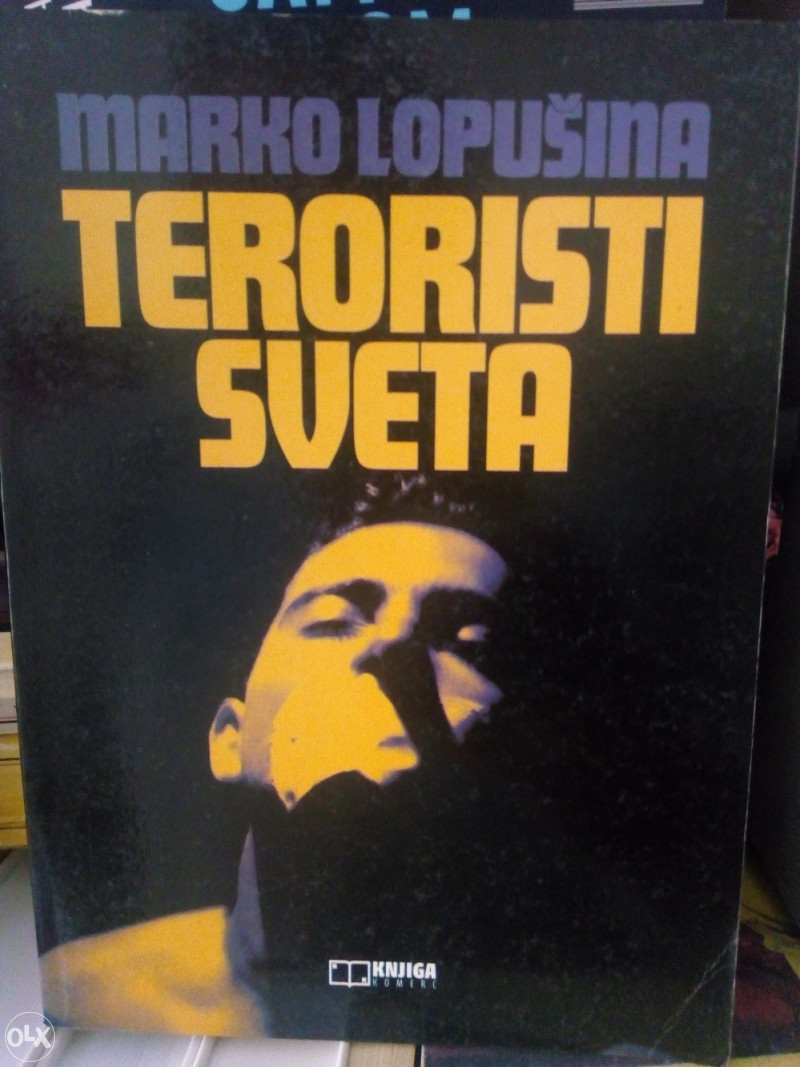 MARKO LOPUŠINA
TERORISTI
SVETA
KNJIGA
KOMERC
OLX